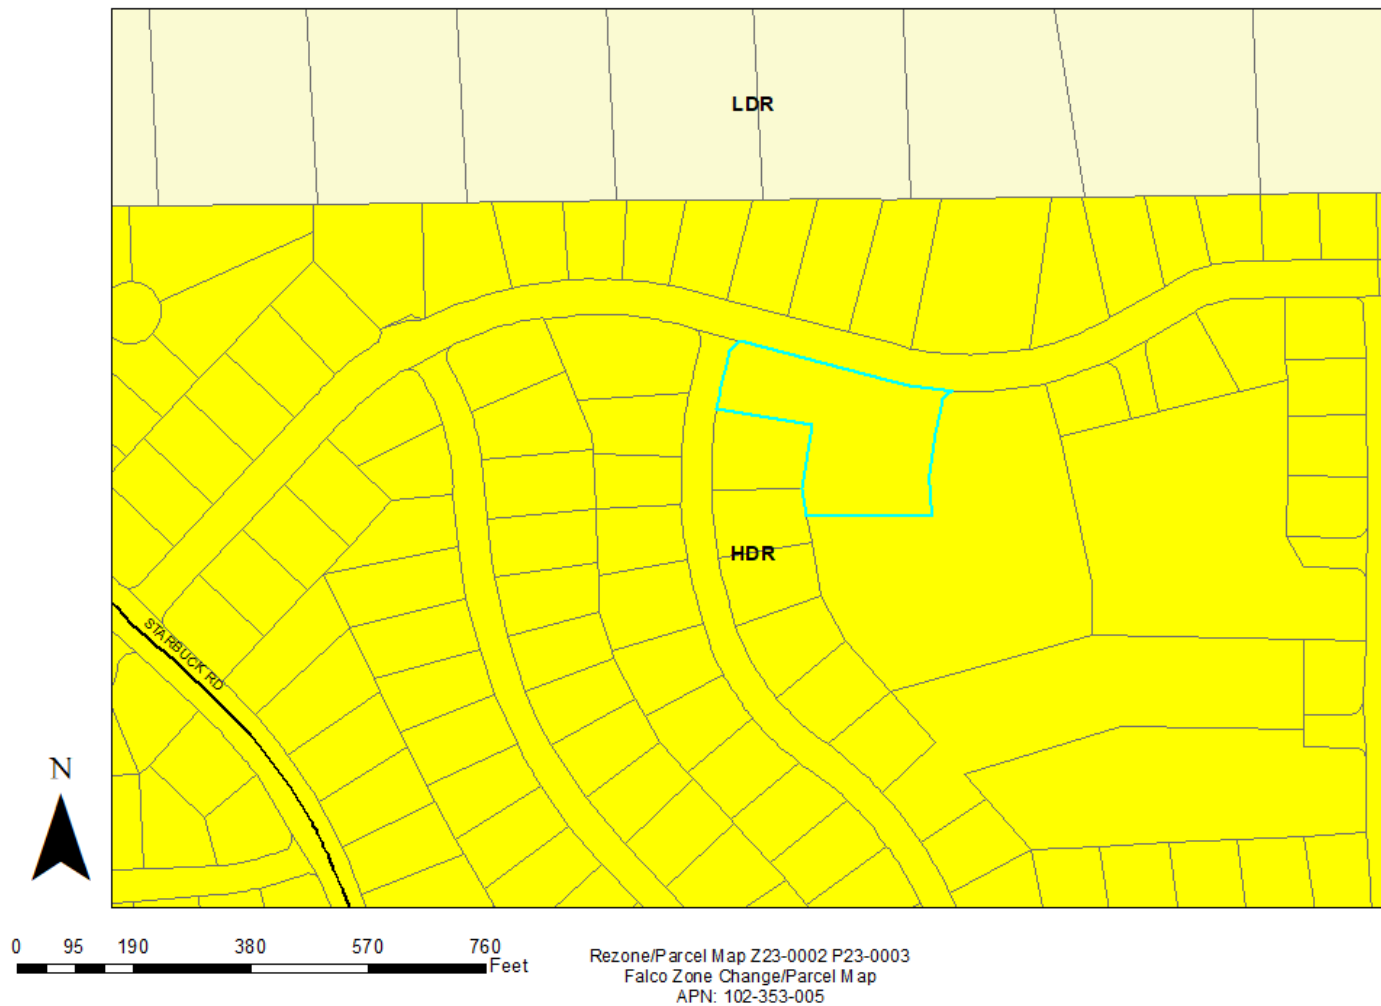 LDR
HDR
STARBUCK RD
N
0 95 190 380 570 760
Feet
Rezone/Parcel Map Z23-0002 P23-0003
Falco Zone Change/Parcel Map
APN: 102-353-005